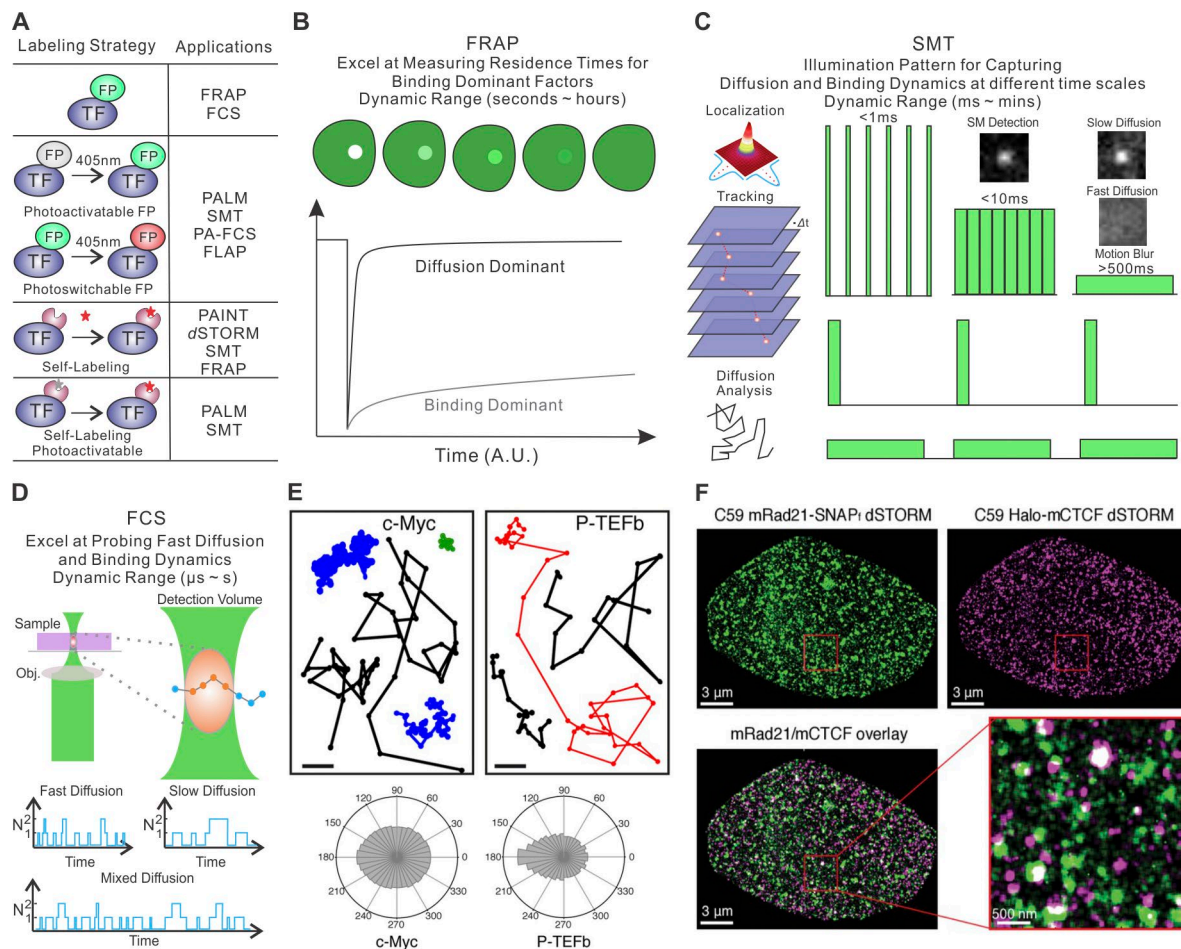 A
Labeling Strategy
Applications
FP
TF
FRAP
FCS
FP
405nm
FP
TF
TF
Photoactivatable FP
FP
405nm
FP
TF
TF
Photoswitchable FP
PALM
SMT
PA-FCS
FLAP
TF
TF
Self-Labeling
PAINT
dSTORM
SMT
FRAP
TF
TF
Self-Labeling
Photoactivatable
PALM
SMT
B
FRAP
Excel at Measuring Residence Times for
Binding Dominant Factors
Dynamic Range (seconds ~ hours)
Diffusion Dominant
Binding Dominant
Time (A.U.)
C
SMT
Illumination Pattern for Capturing
Diffusion and Binding Dynamics at different time scales
Dynamic Range (ms ~ mins)
Localization
Tracking
Δt
Diffusion
Analysis
<1ms
SM Detection
<10ms
Slow Diffusion
Fast Diffusion
Motion Blur
>500ms
D
FCS
Excel at Probing Fast Diffusion
and Binding Dynamics
Dynamic Range (µs ~ s)
Detection Volume
Sample
Obj.
Fast Diffusion
N
2
1
Time
Slow Diffusion
N
2
1
Time
Mixed Diffusion
N
2
1
Time
E
c-Myc
P-TEFb
90
120
60
150
30
180
0
210
330
240
300
270
c-Myc
90
120
60
150
30
180
0
210
330
240
300
270
P-TEFb
F
C59 mRad21-SNAPf dSTORM
3 µm
C59 Halo-mCTCF dSTORM
3 µm
mRad21/mCTCF overlay
3 µm
500 nm